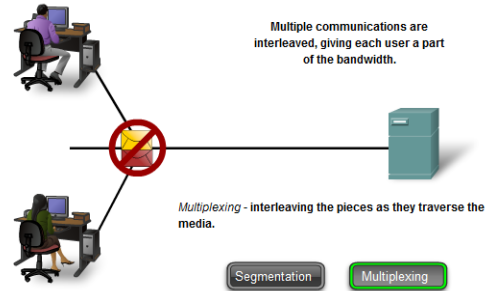 Multiple communications are
interleaved, giving each user a part
of the bandwidth.
Multiplexing - interleaving the pieces as they traverse the
media.
Segmentation
Multiplexing